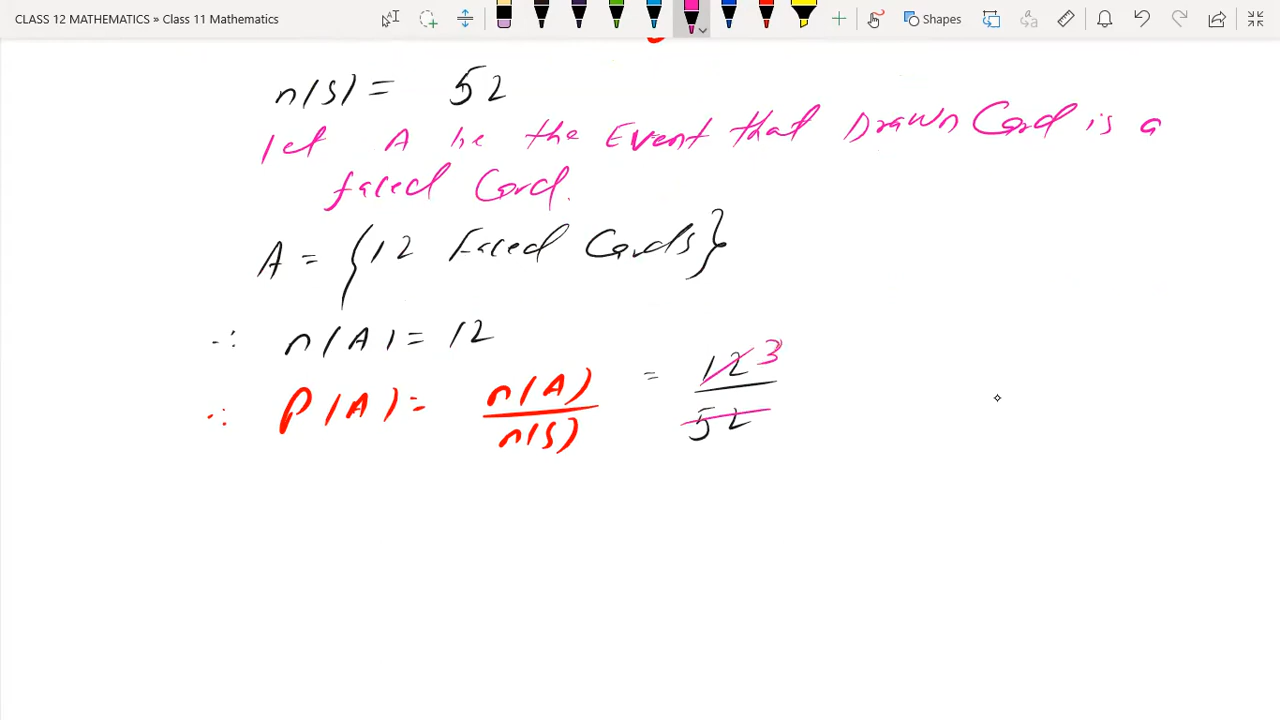 CLASS 12 MATHEMATICS » Class 11 Mathematics
Shapes
n(S) = 52
let A be the Event that Drawn Card is a
faced Card.
A = {12 Faced Cards}
∴ n(A) = 12
∴ P(A) = n(A)/n(S) = 12/52 3